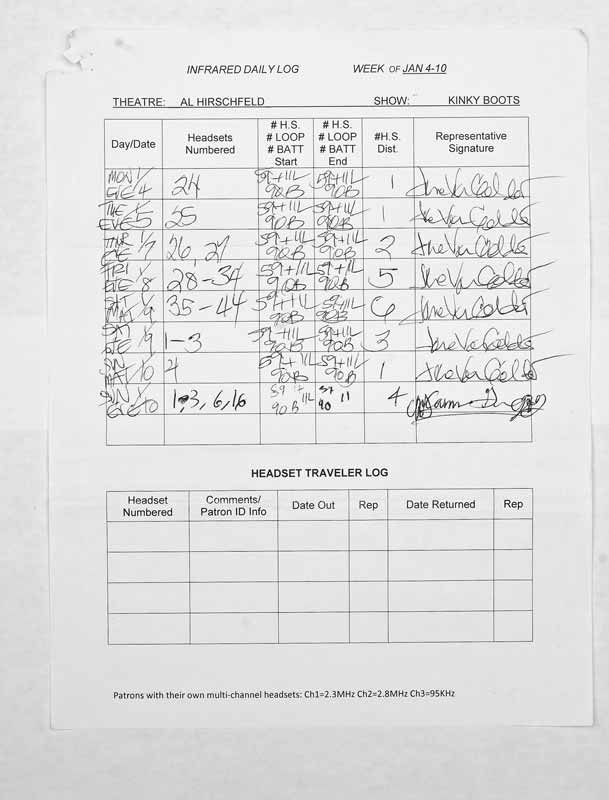 INFRARED DAILY LOG WEEK OF JAN 4-10
THEATRE: AL HIRSCHFELD SHOW: KINKY BOOTS
Day/Date Headsets Numbered # H.S. # LOOP # BATT Start # H.S. # LOOP # BATT End #H.S. Dist. Representative Signature
MON 1/ EVE 4 24 59+11L 90B 59+11L 90B 1
TUE 1/5 EVE 25 59+11L 90B 59+11L 90B 1
THUR 1/7 EVE 26, 27 59+11L 90B 59+11L 90B 2
FRI 1/ EVE 8 28-34 59+11L 90B 59+11L 90B 5
SAT 1/ MAT 9 35-44 59+11L 90B 59+11L 90B 6
SAT 1/9 EVE 1-3 59+11L 90B 59+11L 90B 3
SUN 1/ MAT 10 4 59+11L 90B 59+11L 90B 1
SUN 1/ EVE 10 1, 3, 6, 16 59 11L 90B 59 11 90 4
HEADSET TRAVELER LOG
Headset Numbered Comments/ Patron ID Info Date Out Rep Date Returned Rep
Patrons with their own multi-channel headsets: Ch1=2.3MHz Ch2=2.8MHz Ch3=95KHz